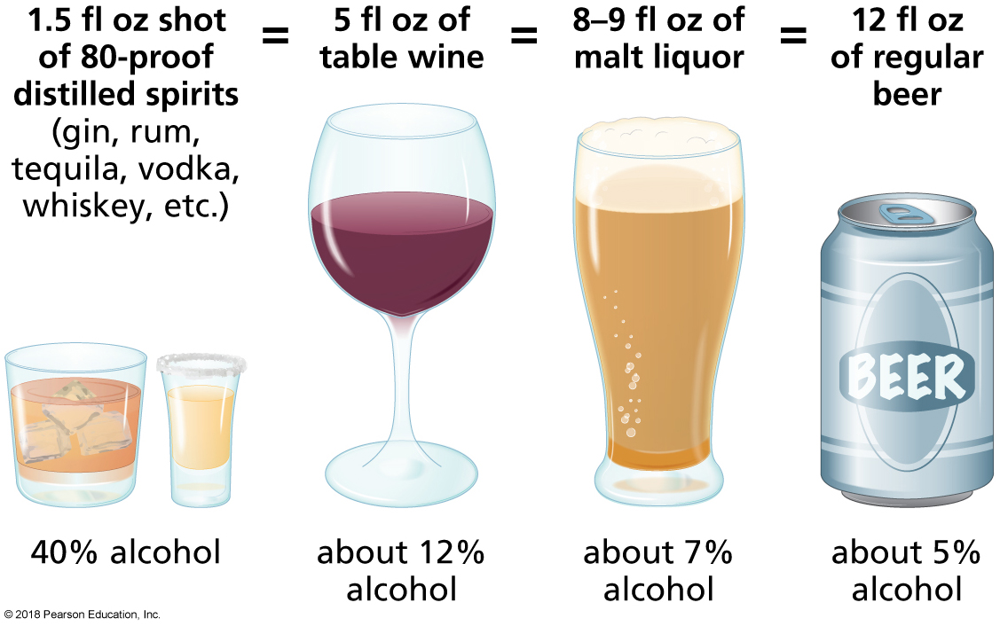 1.5 fl oz shot
of 80-proof
distilled spirits
(gin, rum,
tequila, vodka,
whiskey, etc.)
=
5 fl oz of
table wine
=
8–9 fl oz of
malt liquor
=
12 fl oz
of regular
beer
BEER
40% alcohol
about 12%
alcohol
about 7%
alcohol
about 5%
alcohol
© 2018 Pearson Education, Inc.